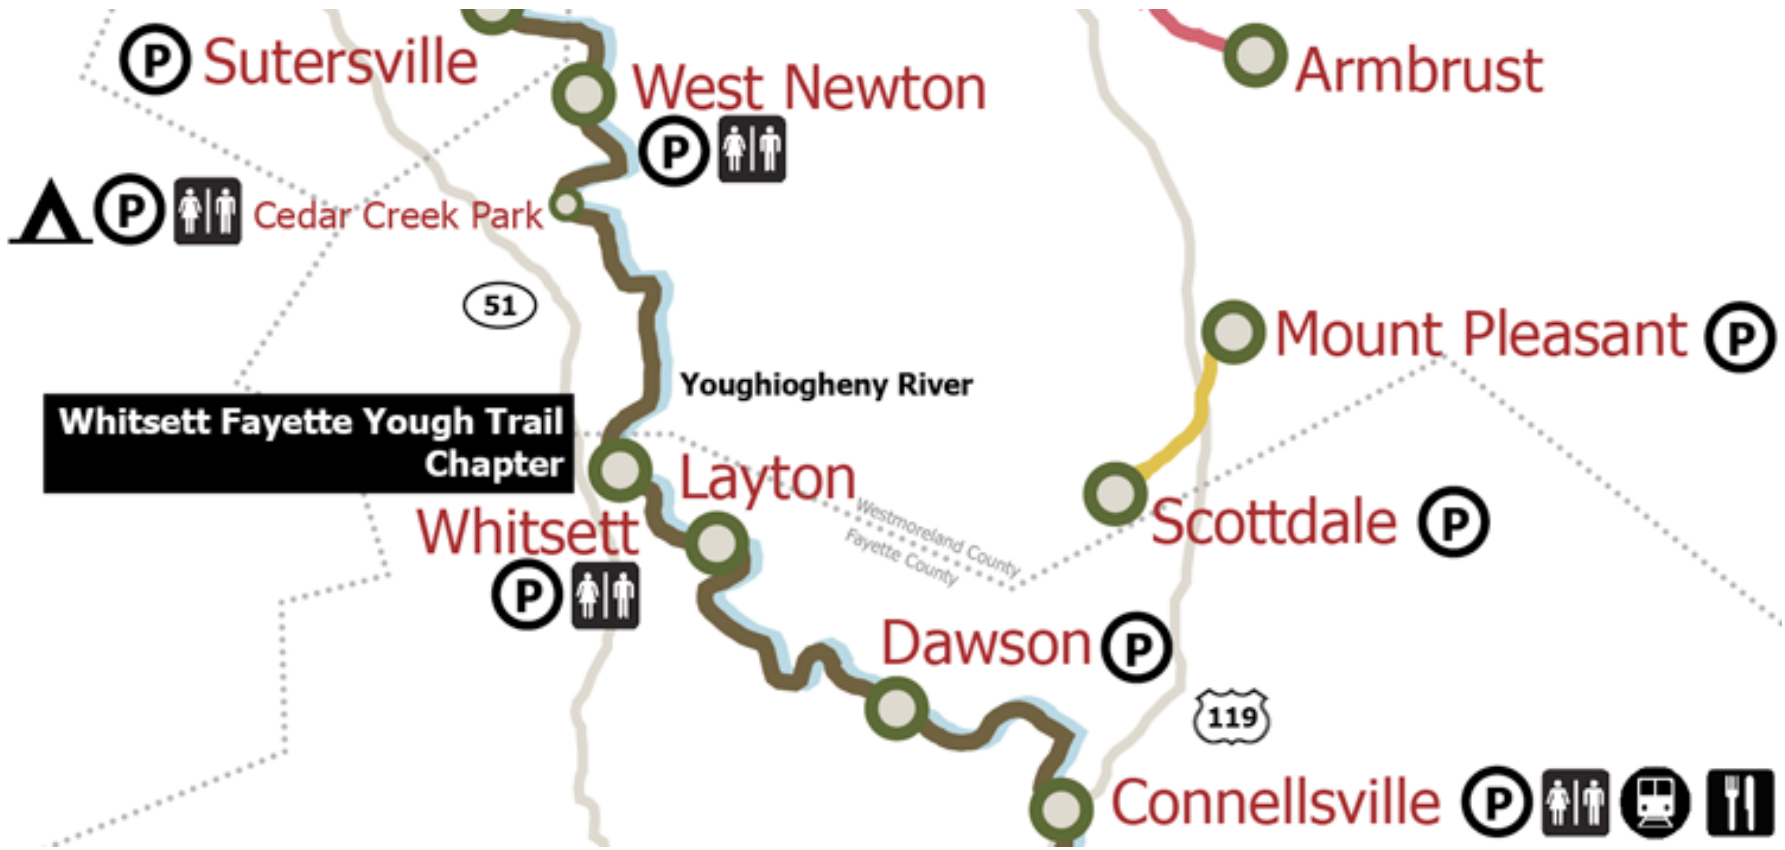 P Sutersville
Armbrust
West Newton
P
P Cedar Creek Park
51
Mount Pleasant P
Youghiogheny River
Whitsett Fayette Yough Trail
Chapter
Layton
Westmoreland County
Fayette County
Scottdale P
Whitsett
P
Dawson P
119
Connellsville P